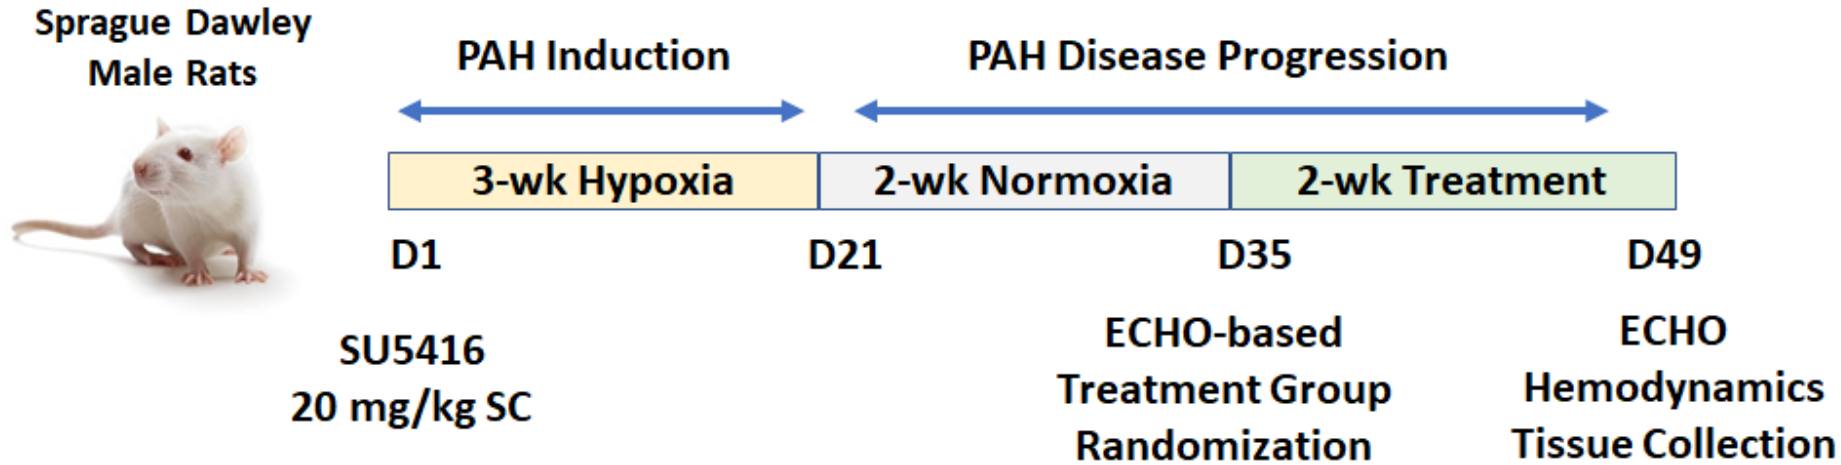 Sprague Dawley
Male Rats
PAH Induction
PAH Disease Progression
3-wk Hypoxia
2-wk Normoxia
2-wk Treatment
D1
D21
D35
D49
SU5416
20 mg/kg SC
ECHO-based
Treatment Group
Randomization
ECHO
Hemodynamics
Tissue Collection